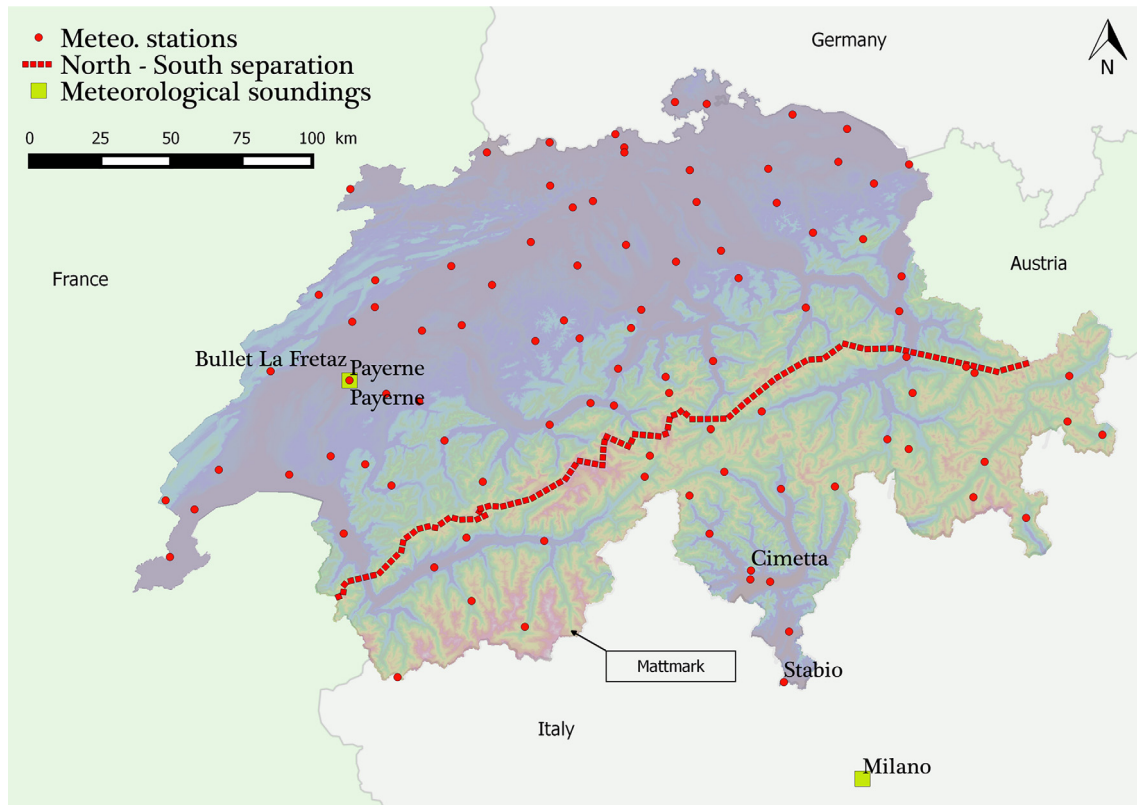 Meteo. stations
North - South separation
Meteorological soundings
0 25 50 75 100 km
Germany
N
France
Austria
Bullet La Fretaz
Payerne
Payerne
Cimetta
Mattmark
Stabio
Italy
Milano